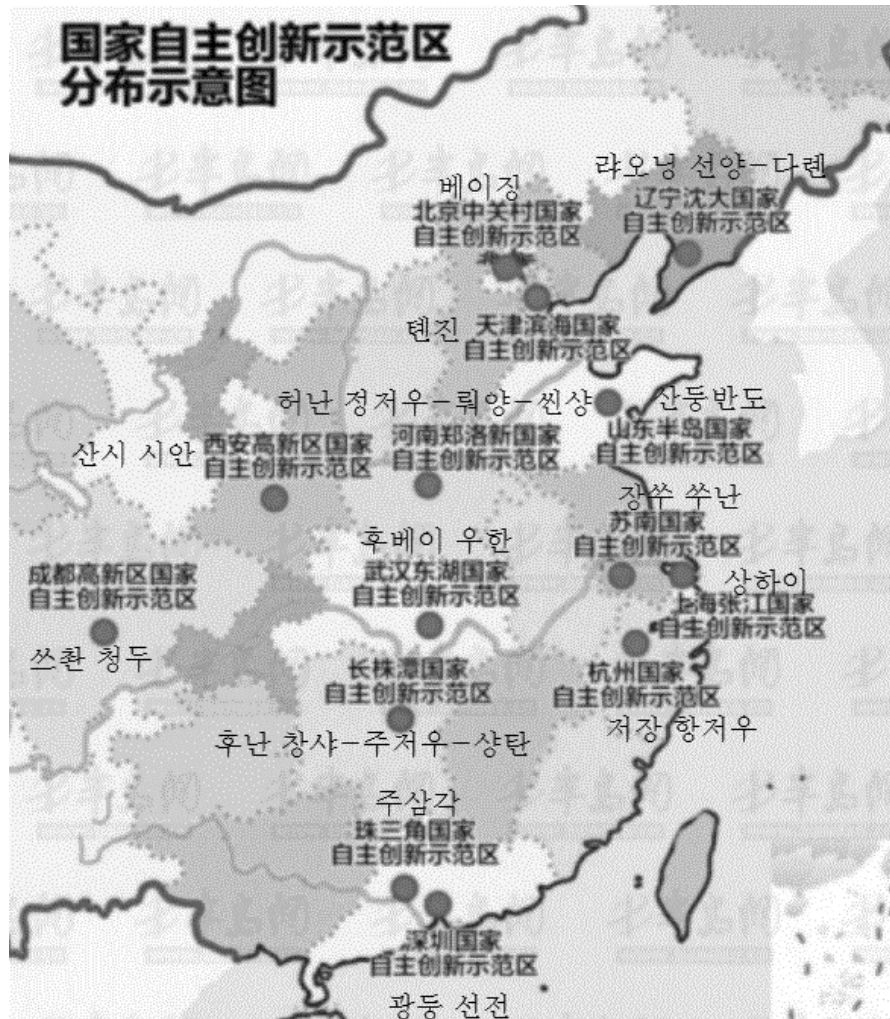 国家自主创新示范区
分布示意图
랴오닝 선양-다롄
베이징
辽宁沈大国家
自主创新示范区
北京中关村国家
自主创新示范区
톈진
天津滨海国家
自主创新示范区
허난 정저우-뤄양-씬샹
산둥반도
河南郑洛新国家
自主创新示范区
山东半岛国家
自主创新示范区
산시 시안
西安高新区国家
自主创新示范区
장쑤 쑤난
苏南国家
自主创新示范区
후베이 우한
武汉东湖国家
自主创新示范区
成都高新区国家
自主创新示范区
쓰촨 청두
상하이
上海张江国家
自主创新示范区
长株潭国家
自主创新示范区
杭州国家
自主创新示范区
후난 창샤-주저우-샹탄
저장 항저우
주삼각
珠三角国家
自主创新示范区
深圳国家
自主创新示范区
광둥 선전